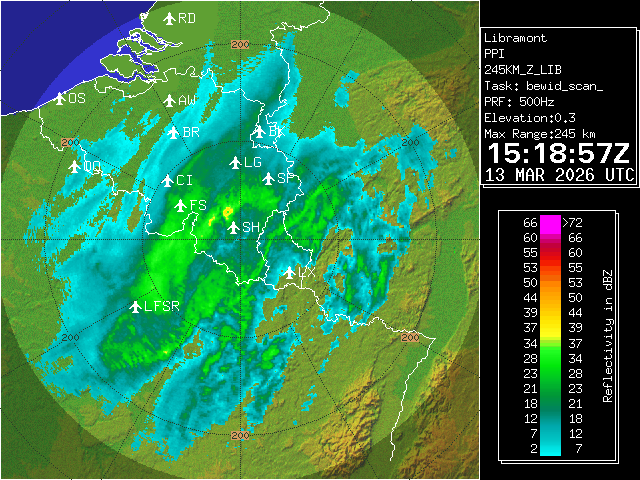 RD
200
OS
AW
BR
BK
200
OO
LG
CI
SP
FS
SH
LX
LFSR
200
200
200
Libramont
PPI
245KM_Z_LIB
Task: bewid_scan_
PRF: 500Hz
Elevation:0.3
Max Range:245 km
15:18:57Z
13 MAR 2026 UTC
66 >72
60 66
55 60
53 55
50 53
44 50
39 44
37 39
34 37
28 34
23 28
21 23
18 21
12 18
7 12
2 7
Reflectivity in dBZ